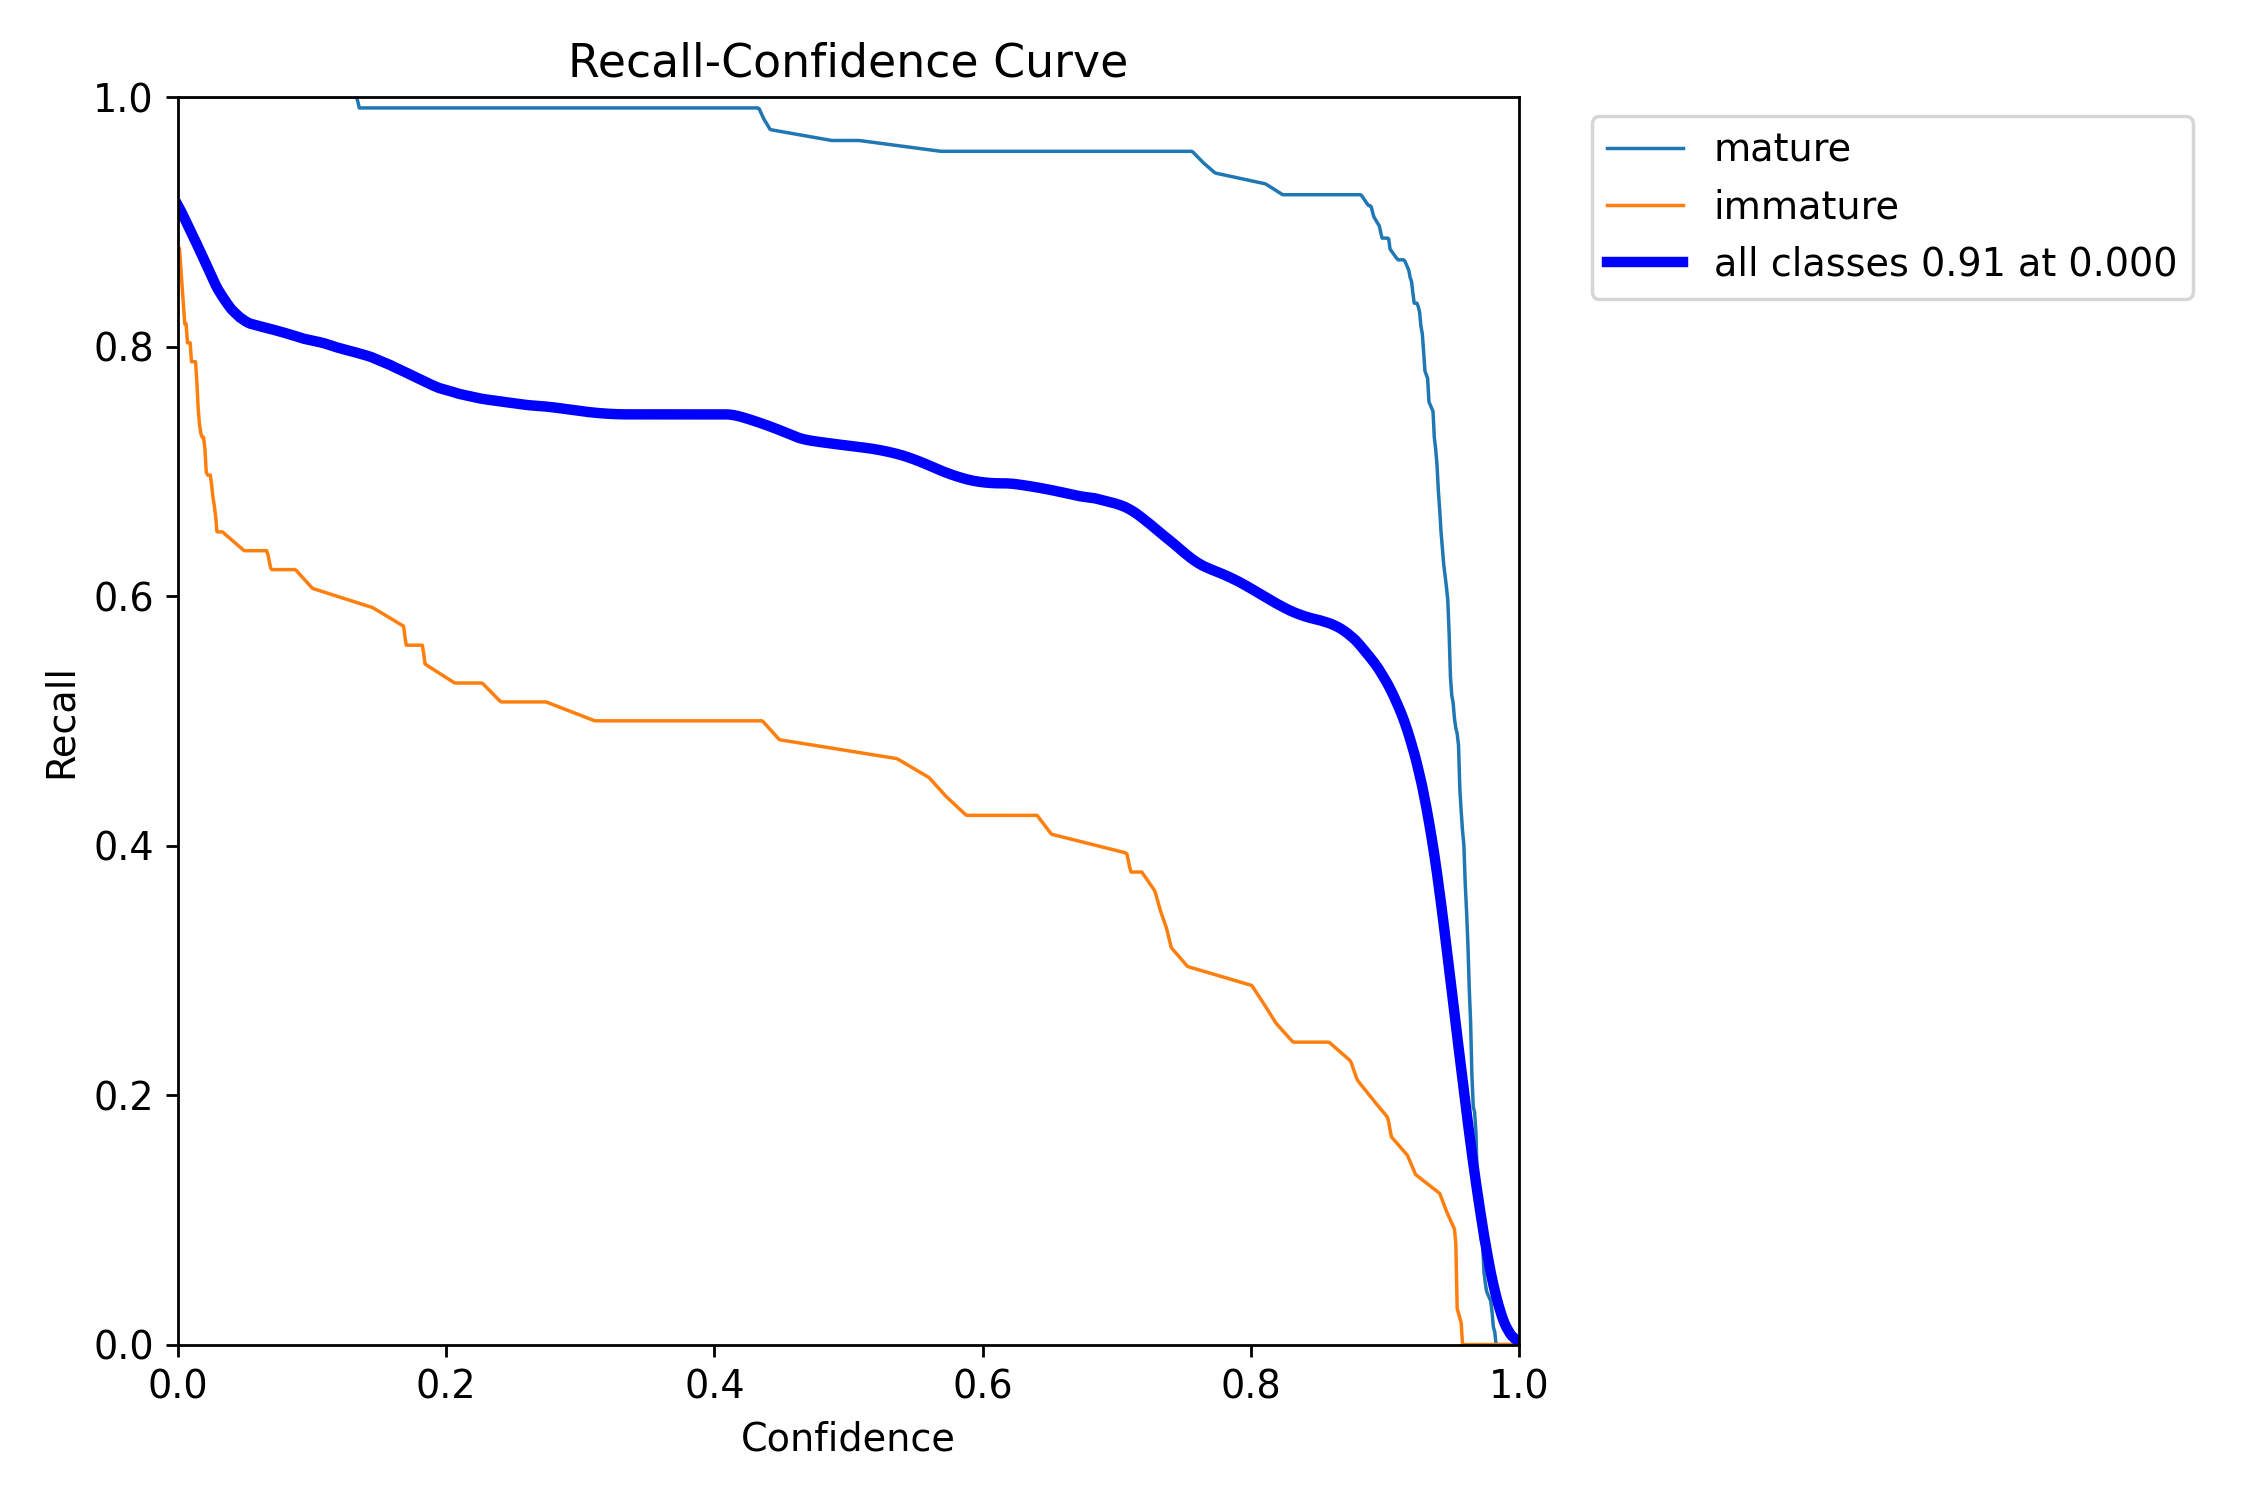 Recall-Confidence Curve
1.0
0.8
0.6
0.4
0.2
0.0
Recall
0.0 0.2 0.4 0.6 0.8 1.0
Confidence
mature
immature
all classes 0.91 at 0.000